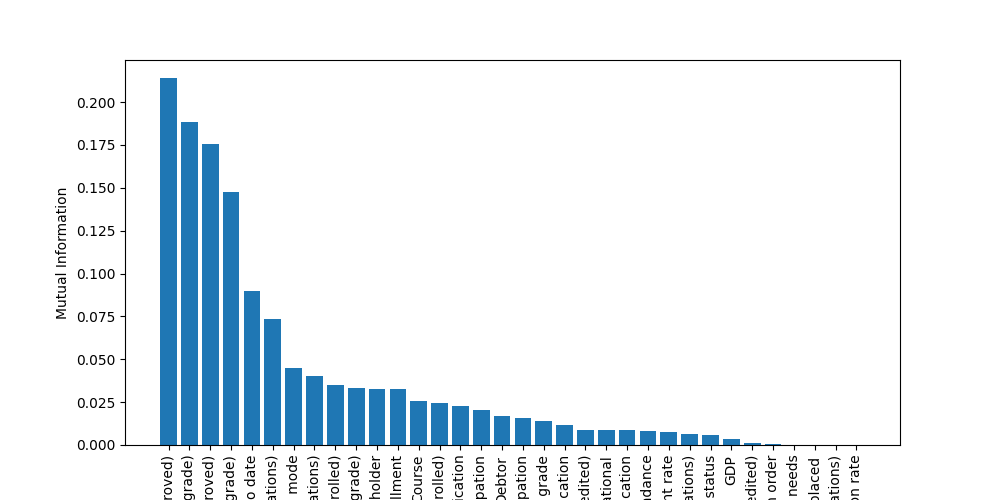 0.200
0.175
0.150
0.125
0.100
0.075
0.050
0.025
0.000
Mutual Information
roved)
grade)
roved)
grade)
o date
ations)
mode
ations)
rolled)
grade)
holder
llment
Course
rolled)
ication
pation
Debtor
pation
grade
cation
edited)
ational
cation
ndance
nt rate
ations)
status
GDP
edited)
n order
needs
placed
ations)
on rate